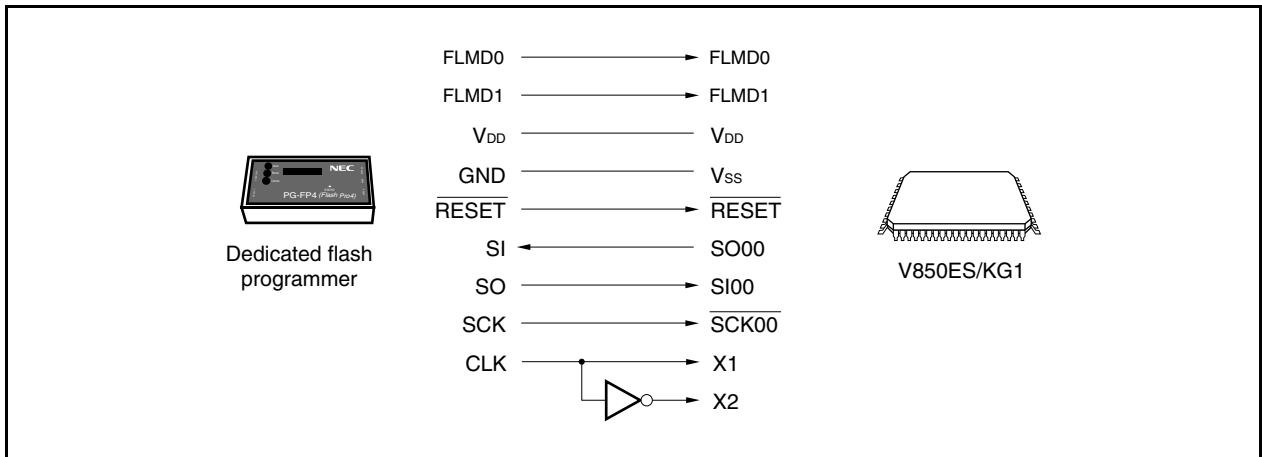 FLMD0 FLMD0
FLMD1 FLMD1
VDD VDD
GND VSS
RESET RESET
SI SO00
SO SI00
SCK SCK00
CLK X1
X2
NEC
PG-FP4 (Flash Pro4)
Dedicated flash
programmer
V850ES/KG1